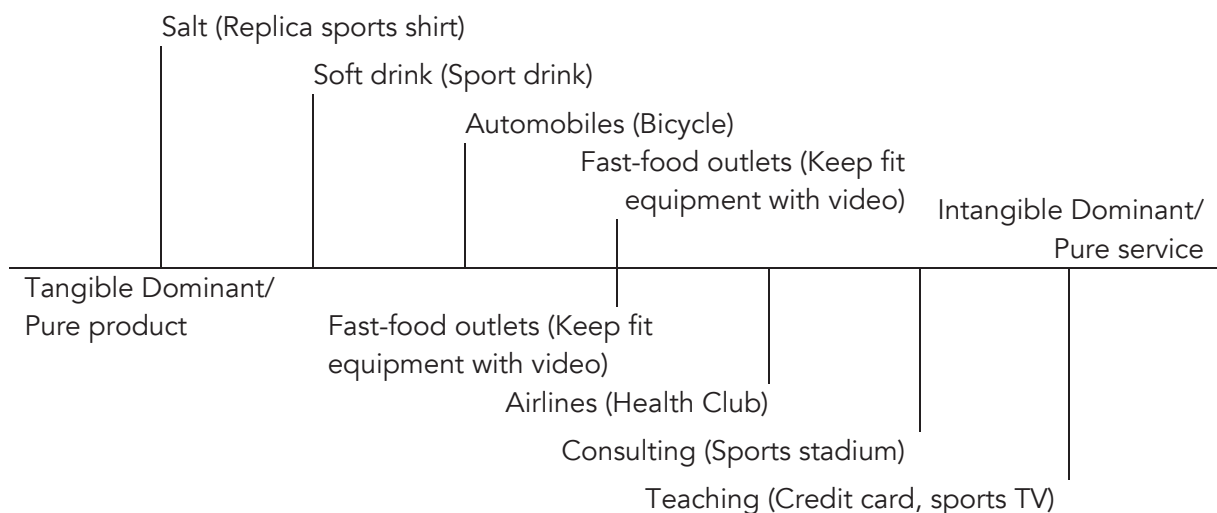 Salt (Replica sports shirt)
Soft drink (Sport drink)
Automobiles (Bicycle)
Fast-food outlets (Keep fit
equipment with video)
Intangible Dominant/
Pure service
Tangible Dominant/
Pure product
Fast-food outlets (Keep fit
equipment with video)
Airlines (Health Club)
Consulting (Sports stadium)
Teaching (Credit card, sports TV)